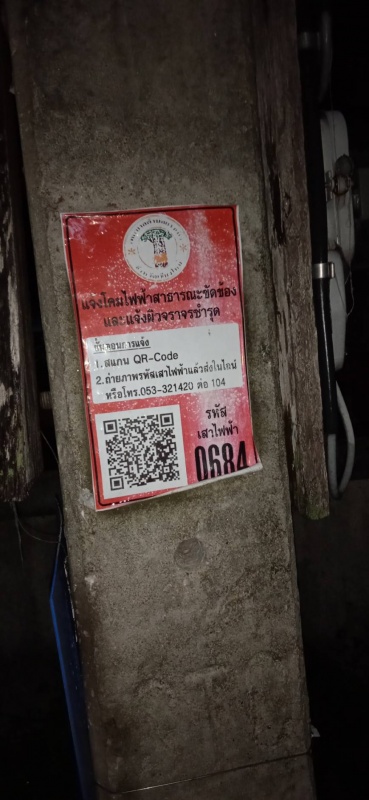 แจ้งโคมไฟฟ้าสาธารณะขัดข้อง
และแจ้งผิวจราจรชำรุด
ขั้นตอนการแจ้ง
1.สแกน QR-Code
2.ถ่ายภาพรหัสเสาไฟฟ้าแล้วส่งในไลน์
หรือโทร.053-321420 ต่อ 104
รหัส
เสาไฟฟ้า
0684